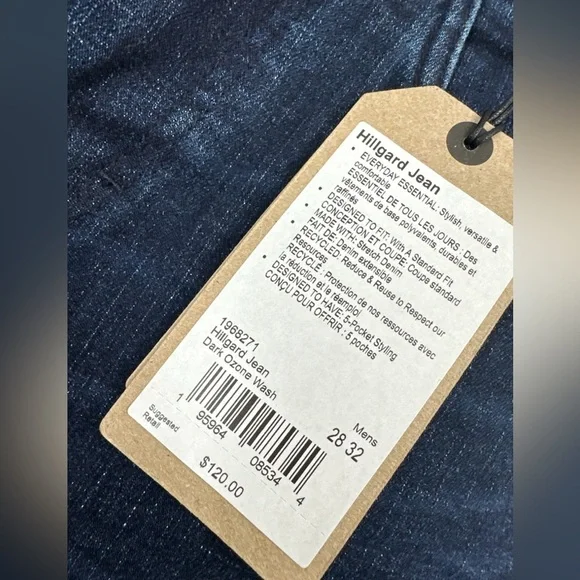 Hillgard Jean
• EVERYDAY ESSENTIAL: Stylish, versatile &
comfortable
ESSENTIEL DE TOUS LES JOURS : Des
vêtements de base polyvalents, durables et
raffinés
• DESIGNED TO FIT: With A Standard Fit
CONCEPTION ET COUPE: Coupe standard
• MADE WITH: Stretch Denim
FAIT DE: Denim extensible
• RECYCLED: Reduce & Reuse to Respect our
Resources
RECYCLÉ : Protection de nos ressources avec
la réduction et le réemploi
• DESIGNED TO HAVE: 5-Pocket Styling
CONÇU POUR OFFRIR : 5 poches
1968271
Hillgard Jean
Dark Ozone Wash
Mens
28 32
1 95964 08534 4
Suggested
Retail
$120.00